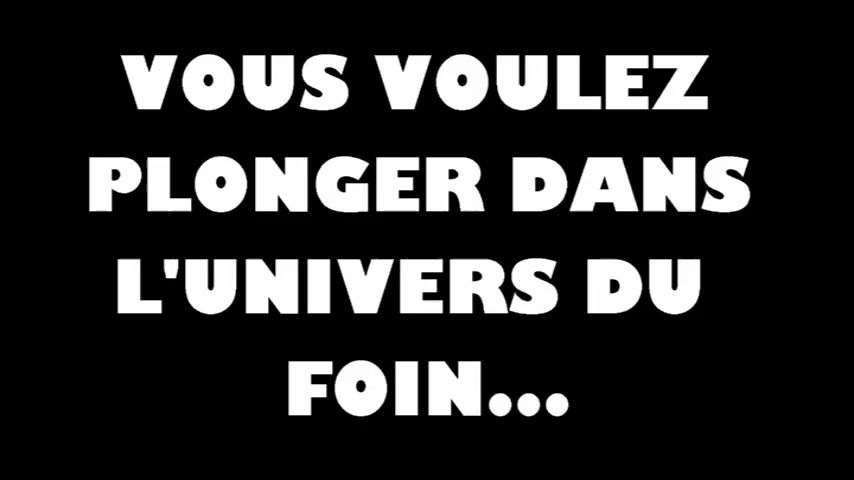 VOUS VOULEZ
PLONGER DANS
L'UNIVERS DU
FOIN...